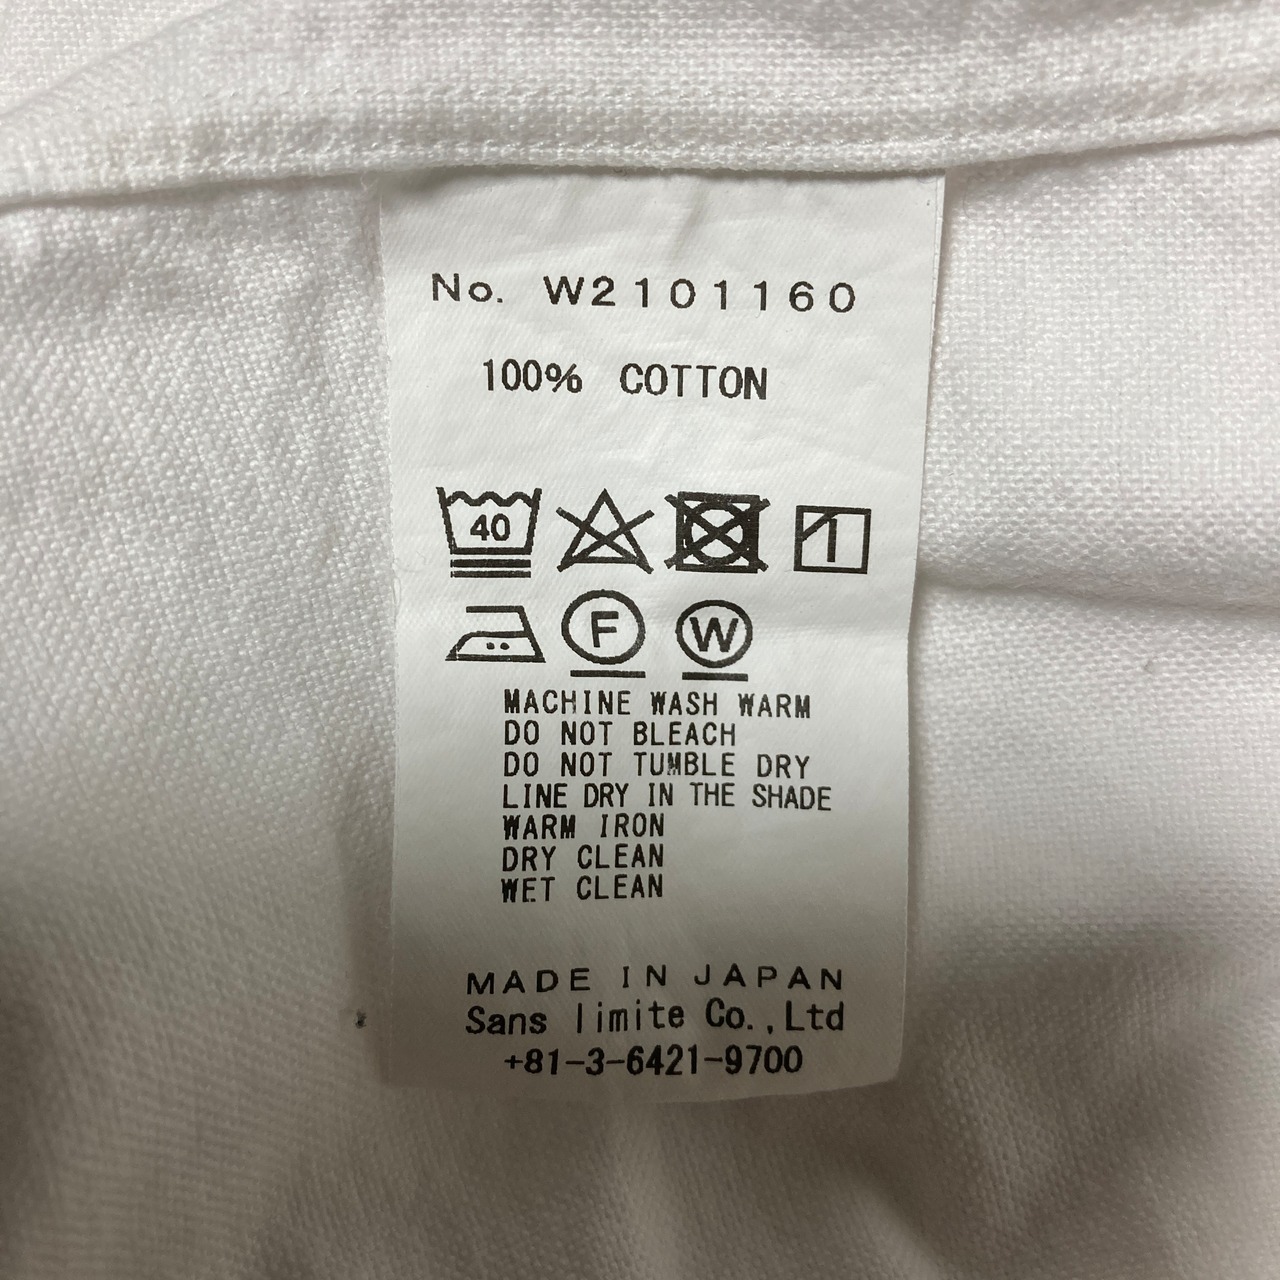 No. W2101160
100% COTTON
40
F W
MACHINE WASH WARM
DO NOT BLEACH
DO NOT TUMBLE DRY
LINE DRY IN THE SHADE
WARM IRON
DRY CLEAN
WET CLEAN
MADE IN JAPAN
Sans limite Co.,Ltd
+81-3-6421-9700